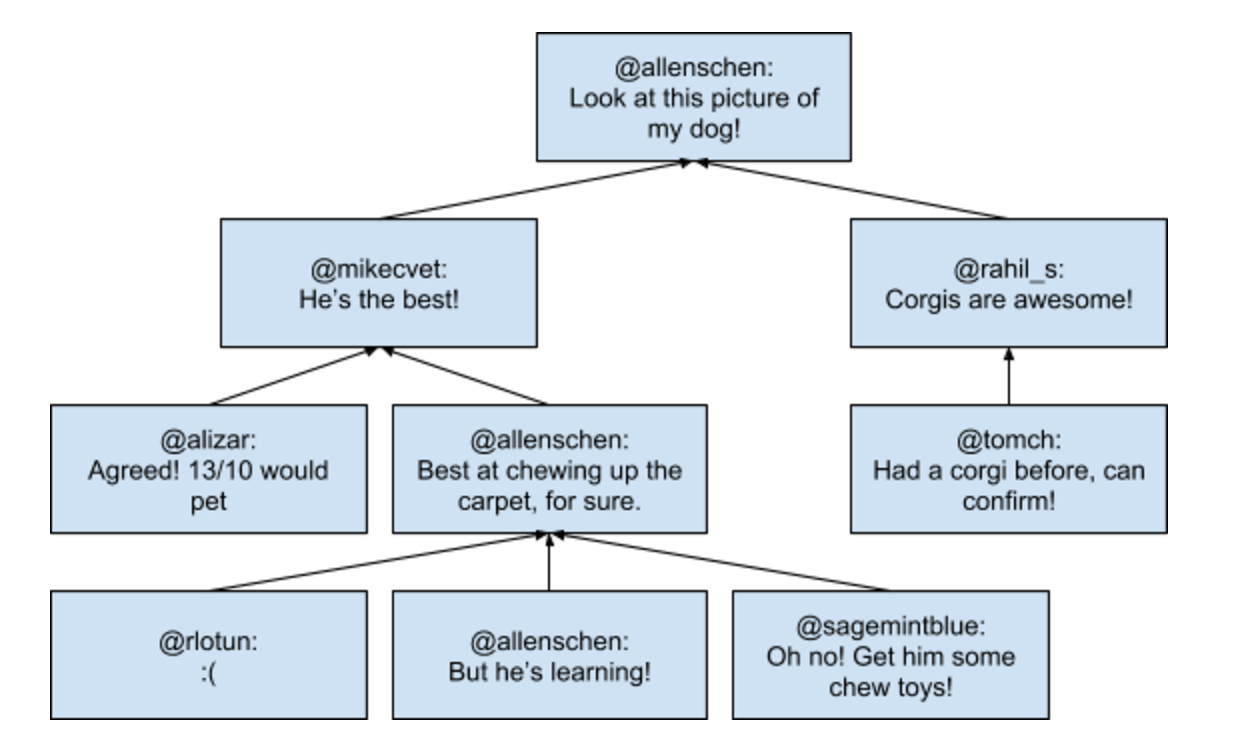 @allenschen:
Look at this picture of
my dog!
@mikecvet:
He's the best!
@rahil_s:
Corgis are awesome!
@alizar:
Agreed! 13/10 would
pet
@allenschen:
Best at chewing up the
carpet, for sure.
@tomch:
Had a corgi before, can
confirm!
@rlotun:
:(
@allenschen:
But he's learning!
@sagemintblue:
Oh no! Get him some
chew toys!